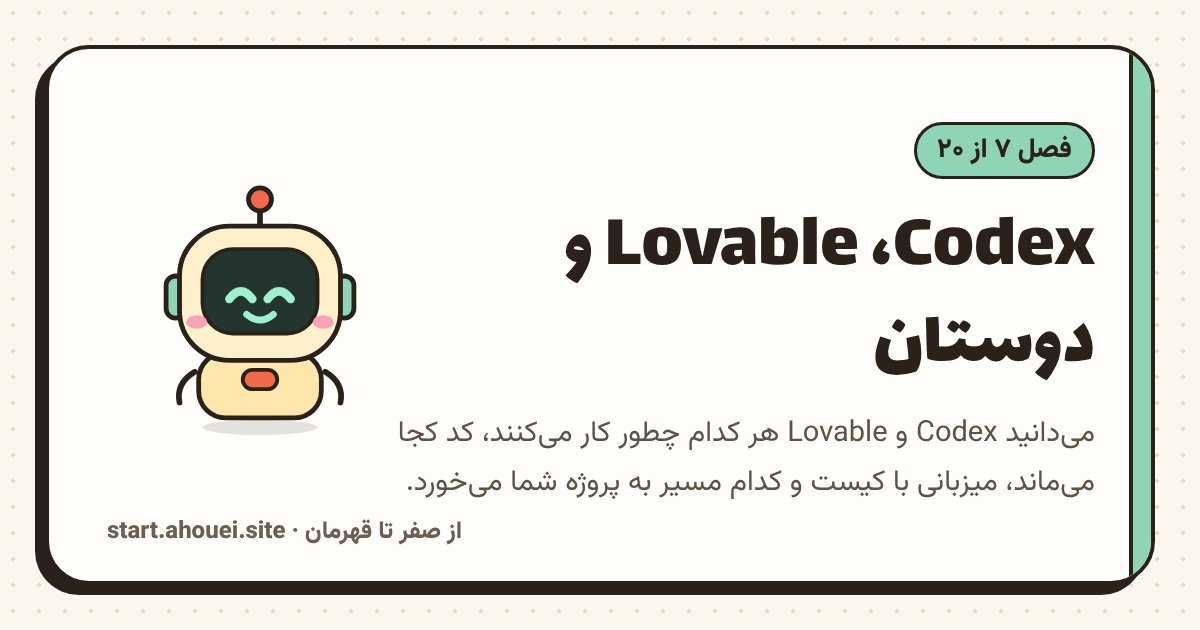 فصل ۷ از ۲۰
Codex،‏ Lovable و
دوستان
می‌دانید Codex و Lovable هر کدام چطور کار می‌کنند، کد کجا
می‌ماند، میزبانی با کیست و کدام مسیر به پروژه شما می‌خورد.
از صفر تا قهرمان · start.ahouei.site